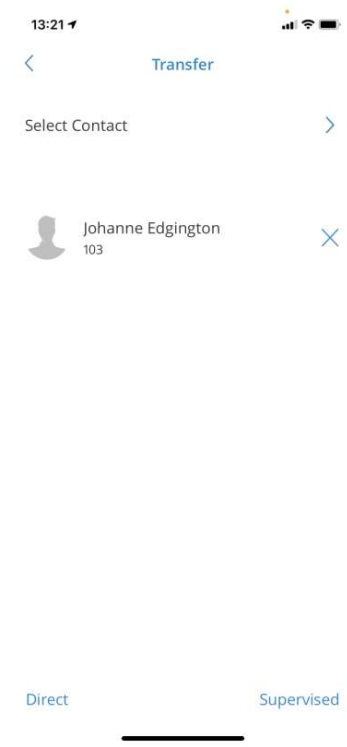 13:21
Transfer
Select Contact
Johanne Edgington
103
Direct
Supervised